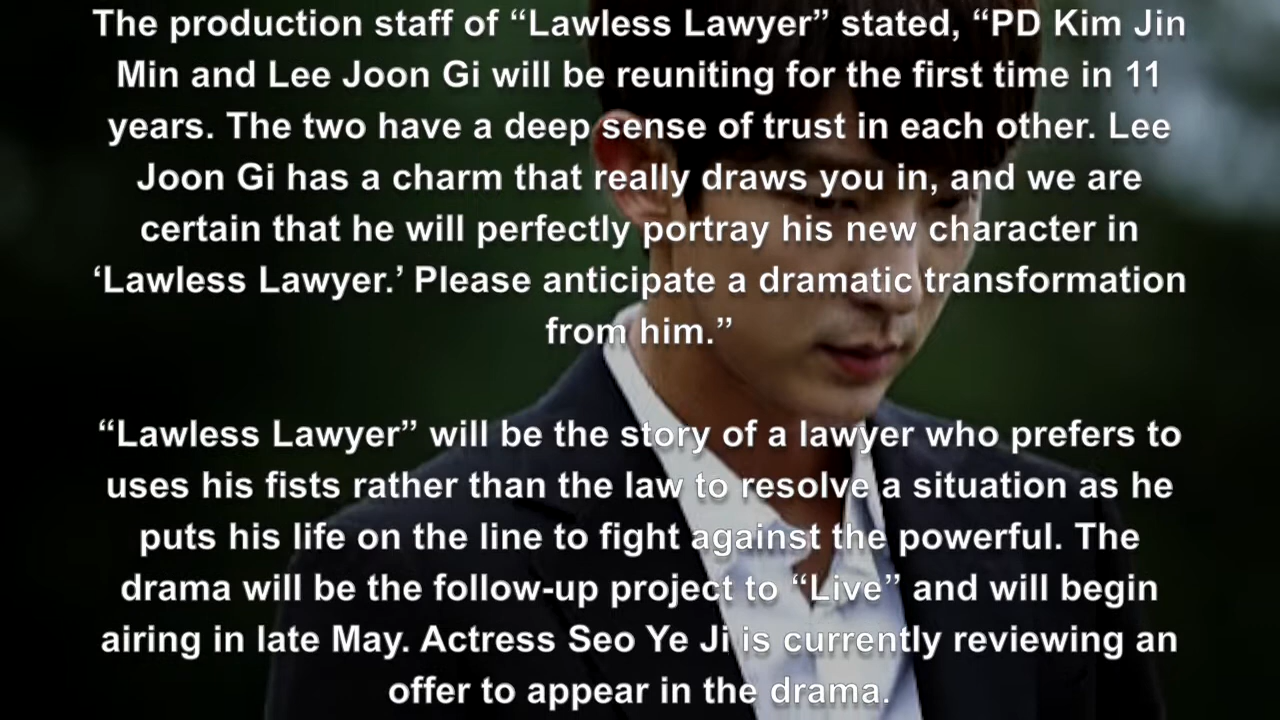 The production staff of “Lawless Lawyer” stated, “PD Kim Jin
Min and Lee Joon Gi will be reuniting for the first time in 11
years. The two have a deep sense of trust in each other. Lee
Joon Gi has a charm that really draws you in, and we are
certain that he will perfectly portray his new character in
‘Lawless Lawyer.’ Please anticipate a dramatic transformation
from him.”
“Lawless Lawyer” will be the story of a lawyer who prefers to
uses his fists rather than the law to resolve a situation as he
puts his life on the line to fight against the powerful. The
drama will be the follow-up project to “Live” and will begin
airing in late May. Actress Seo Ye Ji is currently reviewing an
offer to appear in the drama.